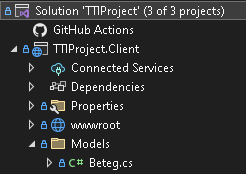 Solution 'TTIProject' (3 of 3 projects)
GitHub Actions
TTIProject.Client
Connected Services
Dependencies
Properties
wwwroot
Models
C# Beteg.cs